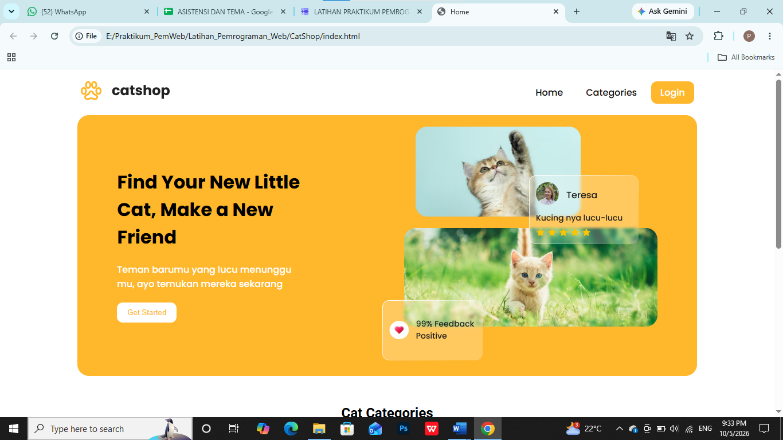 (52) WhatsApp
ASISTENSI DAN TEMA - Google
LATIHAN PRAKTIKUM PEMROG
Home
Ask Gemini
File
E:/Praktikum_PemWeb/Latihan_Pemrograman_Web/CatShop/index.html
P
All Bookmarks
catshop
Home
Categories
Login
Find Your New Little
Cat, Make a New
Friend
Teman barumu yang lucu menunggu
mu, ayo temukan mereka sekarang
Get Started
Teresa
Kucing nya lucu-lucu
99% Feedback
Positive
Cat Categories
Type here to search
22°C
ENG
9:33 PM
10/5/2026